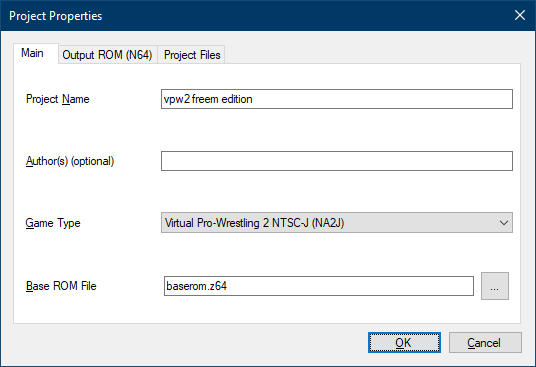 Project Properties
Main Output ROM (N64) Project Files
Project Name vpw2 freem edition
Author(s) (optional)
Game Type Virtual Pro-Wrestling 2 NTSC-J (NA2J)
Base ROM File baserom.z64 ...
OK Cancel